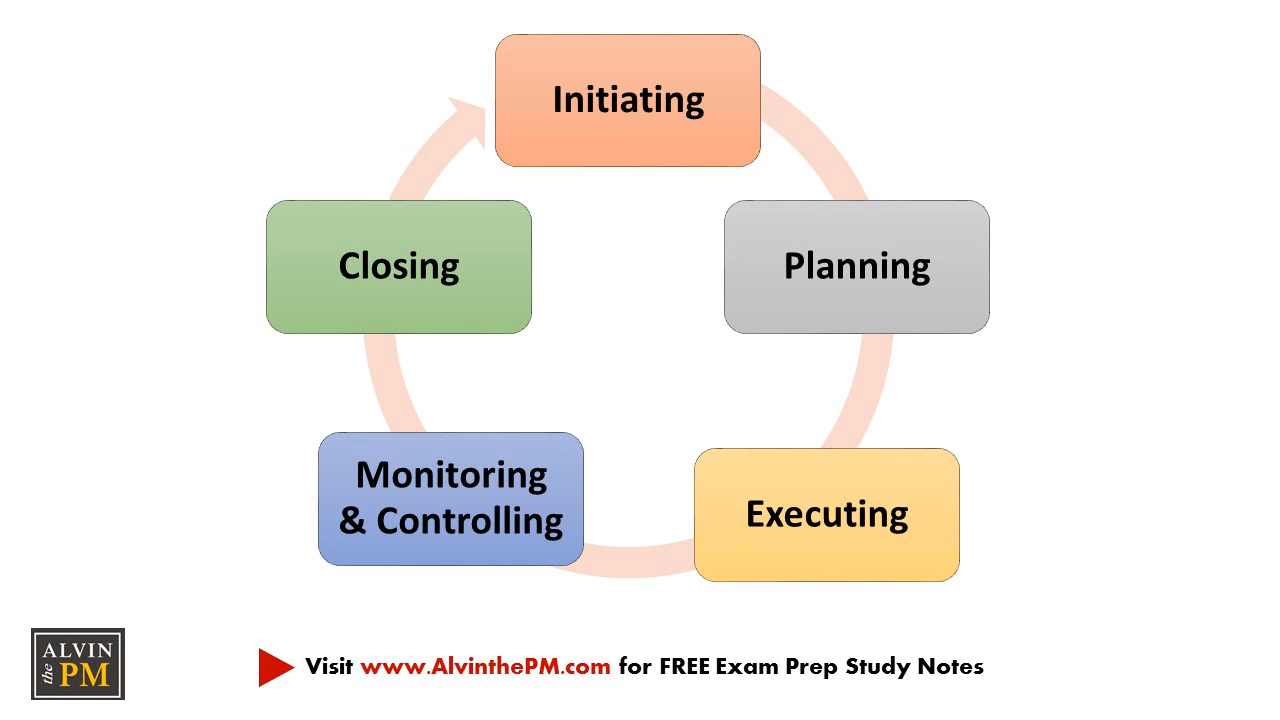 Initiating
Closing
Planning
Monitoring
& Controlling
Executing
ALVIN
the PM
Visit www.AlvinthePM.com for FREE Exam Prep Study Notes